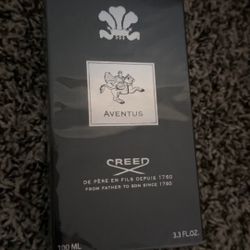 AVENTUS
CREED
DE PÈRE EN FILS DEPUIS 1760
FROM FATHER TO SON SINCE 1760
100 ML
3.3 FL.OZ.